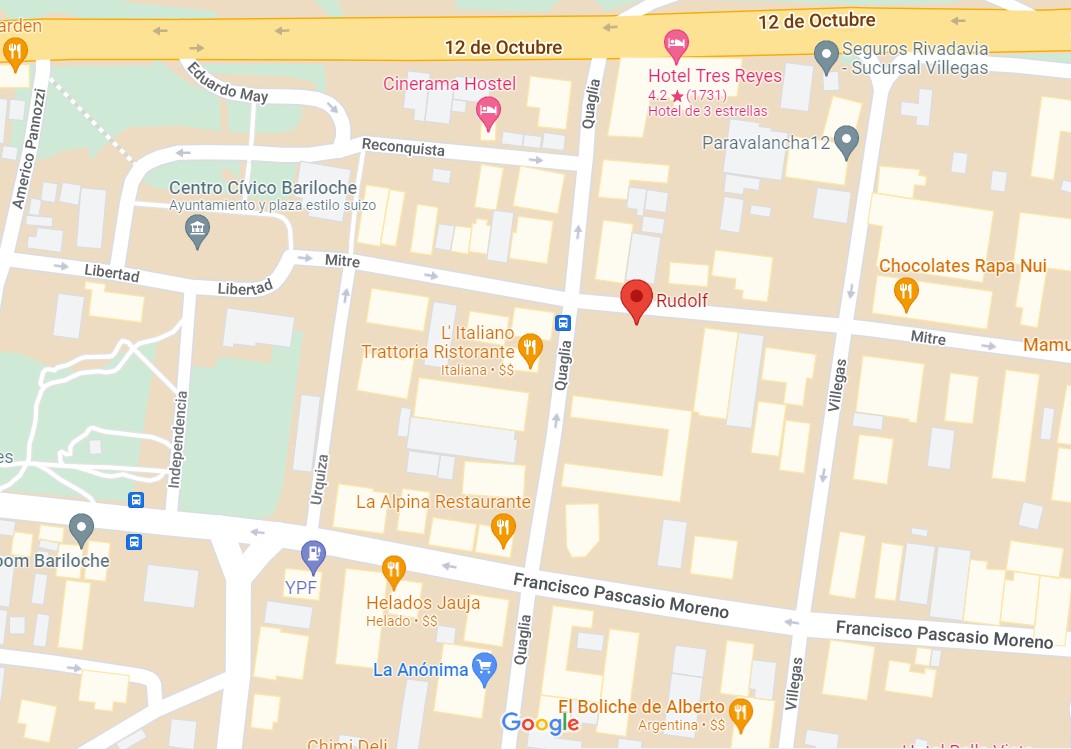 arden
12 de Octubre
12 de Octubre
Seguros Rivadavia
- Sucursal Villegas
Hotel Tres Reyes
4.2 ★ (1731)
Hotel de 3 estrellas
Eduardo May
Cinerama Hostel
Quaglia
Americo Pannozzi
Reconquista
Paravalancha12
Centro Cívico Bariloche
Ayuntamiento y plaza estilo suizo
Libertad
Libertad
Mitre
Chocolates Rapa Nui
Rudolf
L' Italiano
Trattoria Ristorante
Italiana • $$
Mitre
Mamu
Quaglia
Villegas
Independencia
es
Urquiza
La Alpina Restaurante
oom Bariloche
YPF
Helados Jauja
Helado • $$
Francisco Pascasio Moreno
Francisco Pascasio Moreno
Quaglia
La Anónima
Villegas
El Boliche de Alberto
Argentina • $$
Google
Chimi Deli